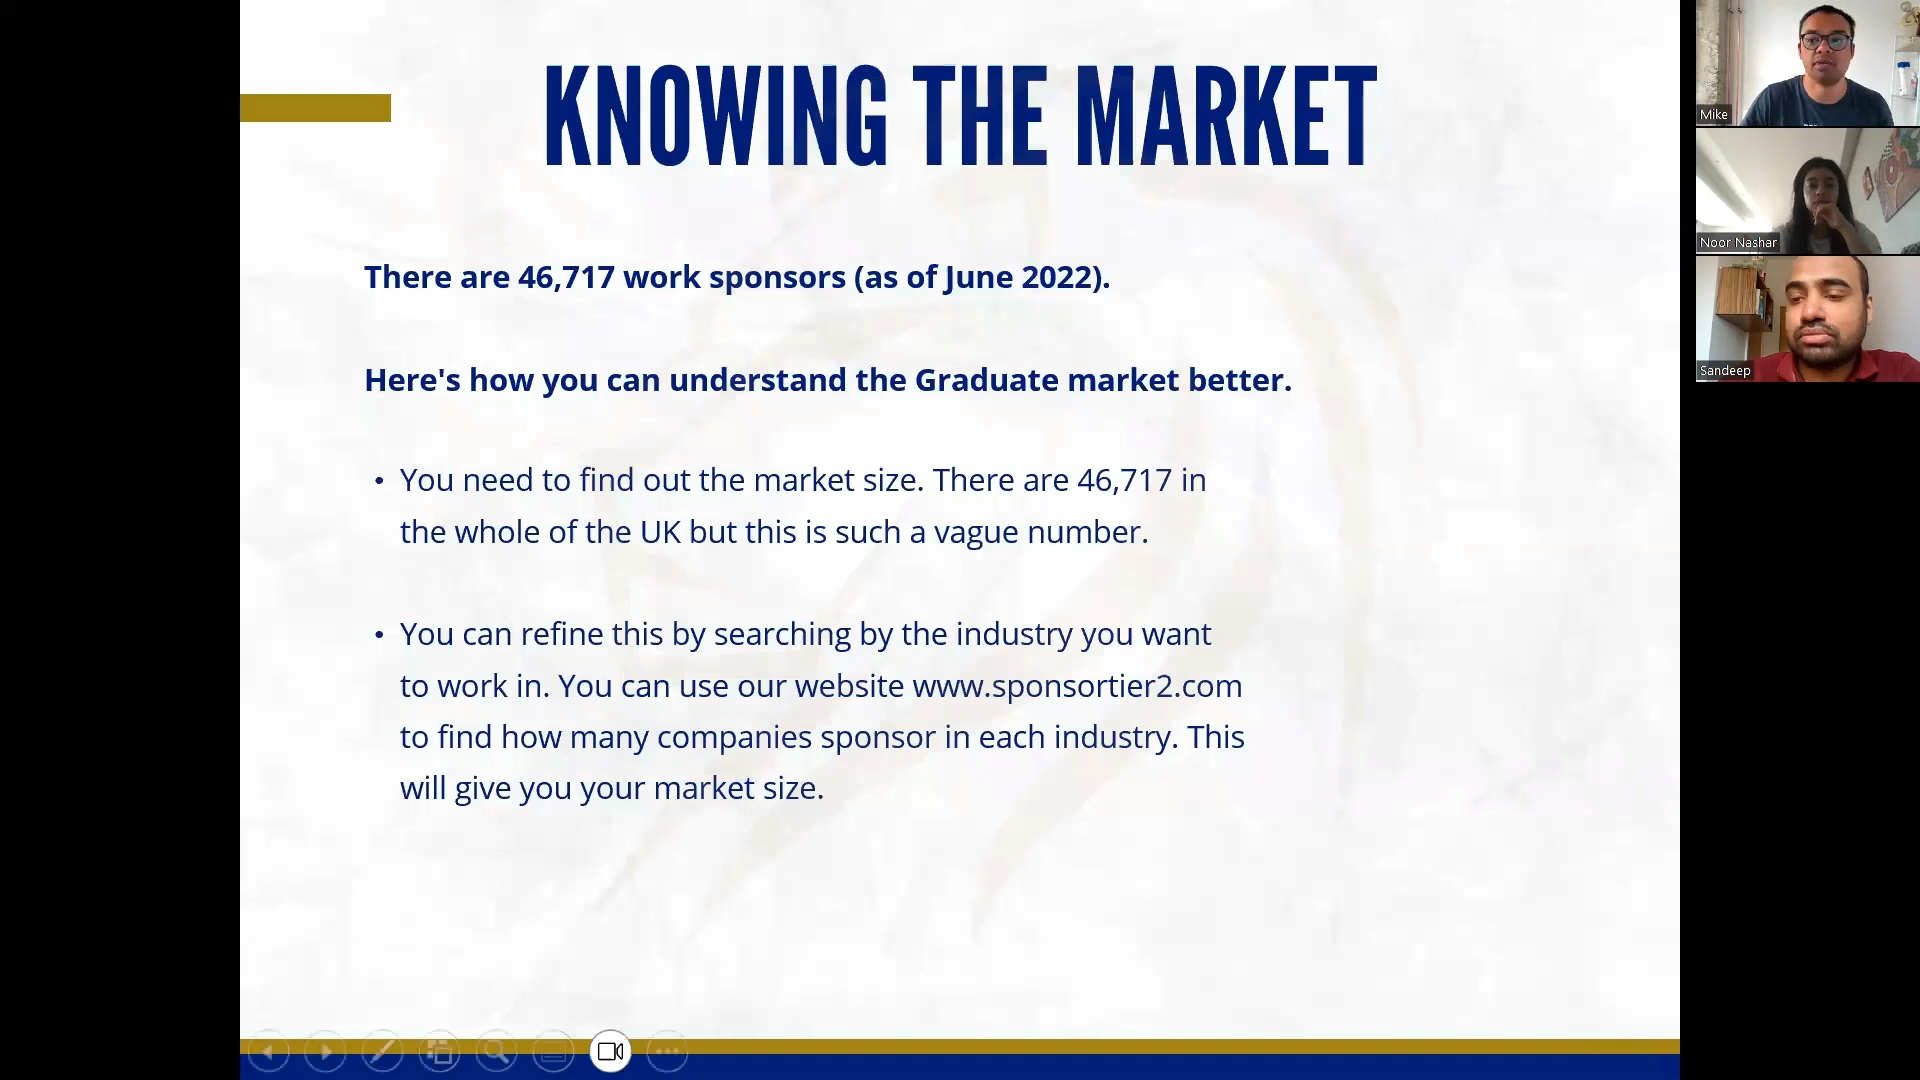 KNOWING THE MARKET
There are 46,717 work sponsors (as of June 2022).
Here's how you can understand the Graduate market better.
• You need to find out the market size. There are 46,717 in
the whole of the UK but this is such a vague number.
• You can refine this by searching by the industry you want
to work in. You can use our website www.sponsortier2.com
to find how many companies sponsor in each industry. This
will give you your market size.
Mike
Noor Nashar
Sandeep